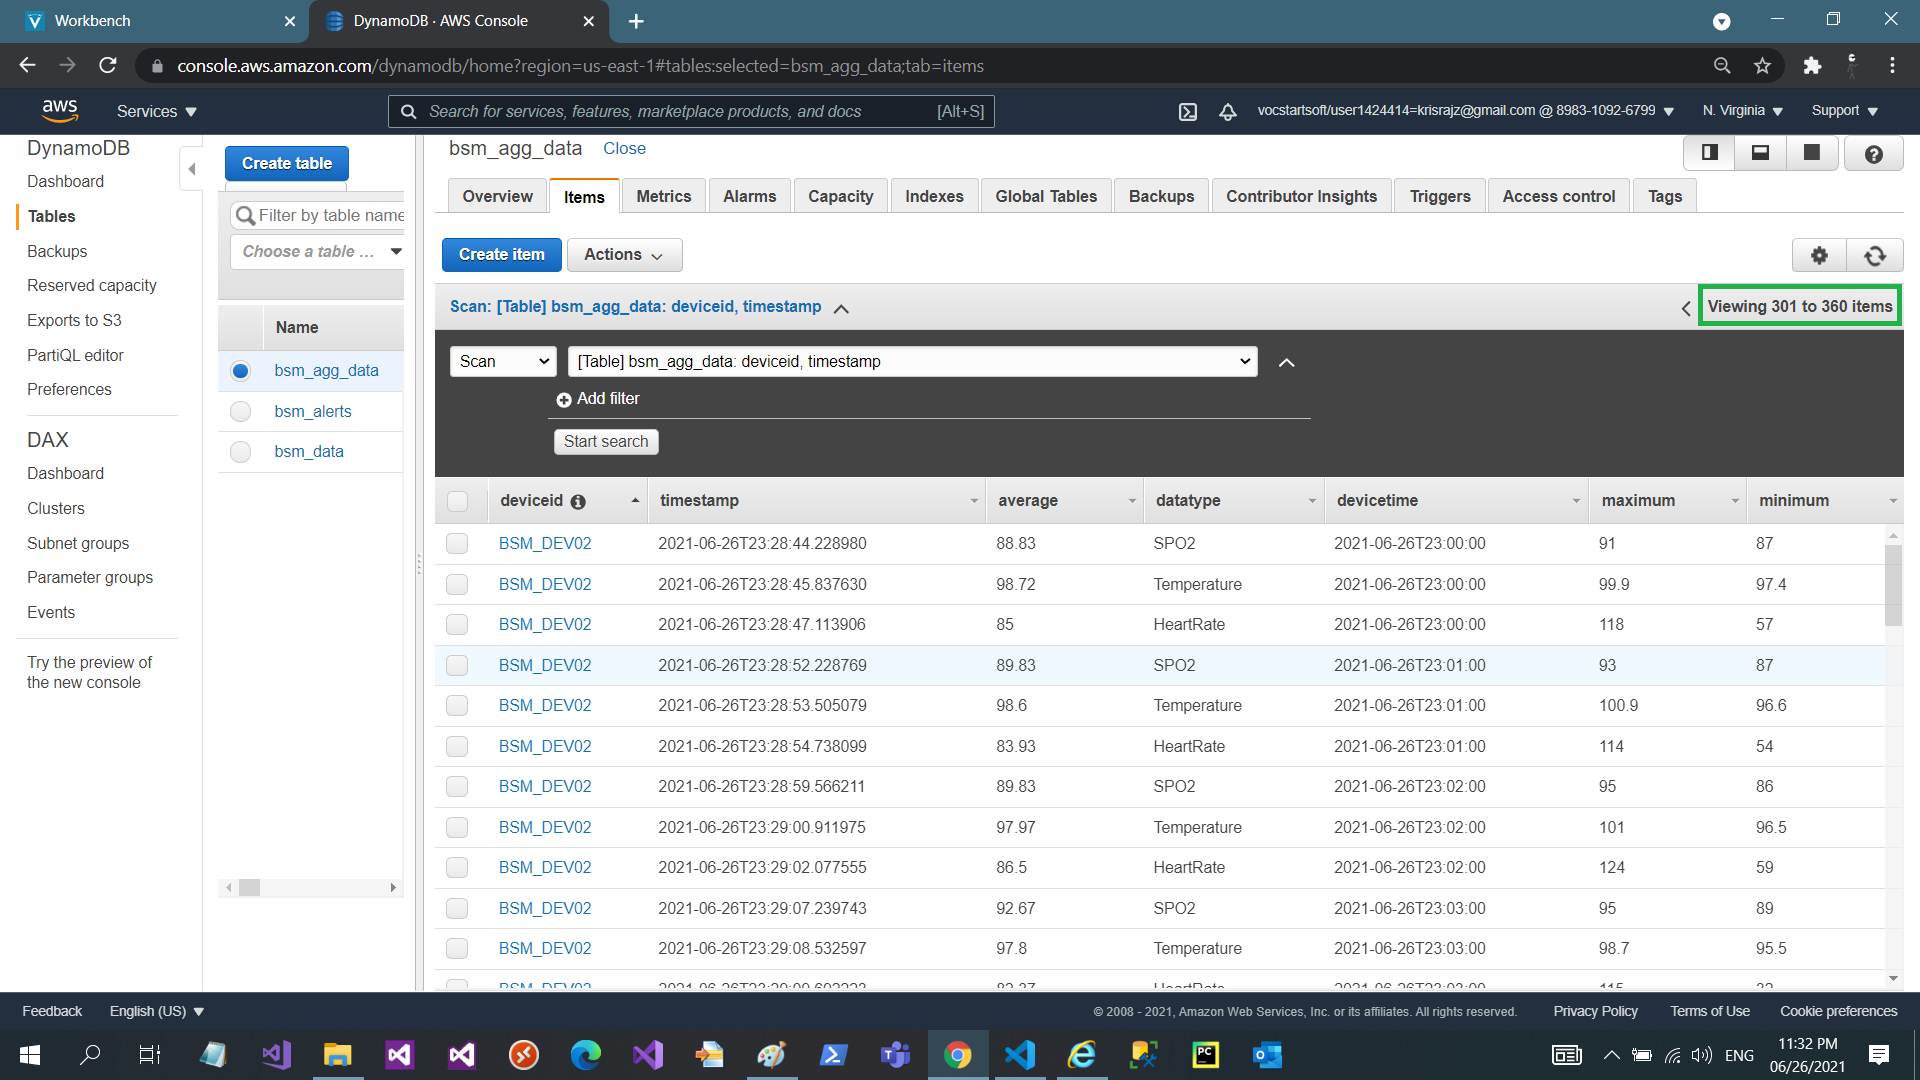 Workbench
DynamoDB · AWS Console
console.aws.amazon.com/dynamodb/home?region=us-east-1#tables:selected=bsm_agg_data;tab=items
aws Services Search for services, features, marketplace products, and docs [Alt+S] vocstartsoft/user1424414=krisrajz@gmail.com @ 8983-1092-6799 N. Virginia Support
DynamoDB
Dashboard
Tables
Backups
Reserved capacity
Exports to S3
PartiQL editor
Preferences
DAX
Dashboard
Clusters
Subnet groups
Parameter groups
Events
Try the preview of
the new console
Create table
Filter by table name
Choose a table ...
Name
bsm_agg_data
bsm_alerts
bsm_data
bsm_agg_data Close
Overview Items Metrics Alarms Capacity Indexes Global Tables Backups Contributor Insights Triggers Access control Tags
Create item Actions
Scan: [Table] bsm_agg_data: deviceid, timestamp Viewing 301 to 360 items
Scan [Table] bsm_agg_data: deviceid, timestamp
Add filter
Start search
deviceid timestamp average datatype devicetime maximum minimum
BSM_DEV02 2021-06-26T23:28:44.228980 88.83 SPO2 2021-06-26T23:00:00 91 87
BSM_DEV02 2021-06-26T23:28:45.837630 98.72 Temperature 2021-06-26T23:00:00 99.9 97.4
BSM_DEV02 2021-06-26T23:28:47.113906 85 HeartRate 2021-06-26T23:00:00 118 57
BSM_DEV02 2021-06-26T23:28:52.228769 89.83 SPO2 2021-06-26T23:01:00 93 87
BSM_DEV02 2021-06-26T23:28:53.505079 98.6 Temperature 2021-06-26T23:01:00 100.9 96.6
BSM_DEV02 2021-06-26T23:28:54.738099 83.93 HeartRate 2021-06-26T23:01:00 114 54
BSM_DEV02 2021-06-26T23:28:59.566211 89.83 SPO2 2021-06-26T23:02:00 95 86
BSM_DEV02 2021-06-26T23:29:00.911975 97.97 Temperature 2021-06-26T23:02:00 101 96.5
BSM_DEV02 2021-06-26T23:29:02.077555 86.5 HeartRate 2021-06-26T23:02:00 124 59
BSM_DEV02 2021-06-26T23:29:07.239743 92.67 SPO2 2021-06-26T23:03:00 95 89
BSM_DEV02 2021-06-26T23:29:08.532597 97.8 Temperature 2021-06-26T23:03:00 98.7 95.5
Feedback English (US) © 2008 - 2021, Amazon Web Services, Inc. or its affiliates. All rights reserved. Privacy Policy Terms of Use Cookie preferences
ENG
11:32 PM
06/26/2021